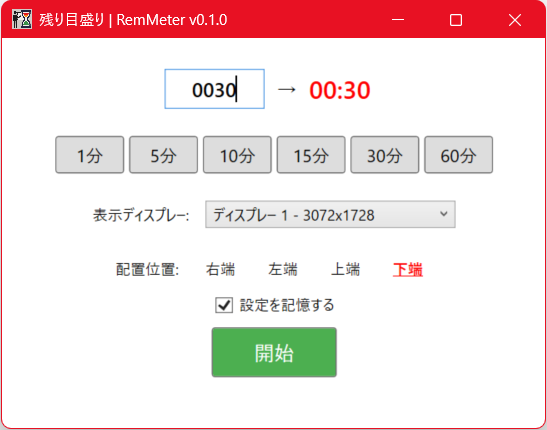 残り目盛り | RemMeter v0.1.0
0030 → 00:30
1分 5分 10分 15分 30分 60分
表示ディスプレー: ディスプレー 1 - 3072x1728
配置位置: 右端 左端 上端 下端
設定を記憶する
開始